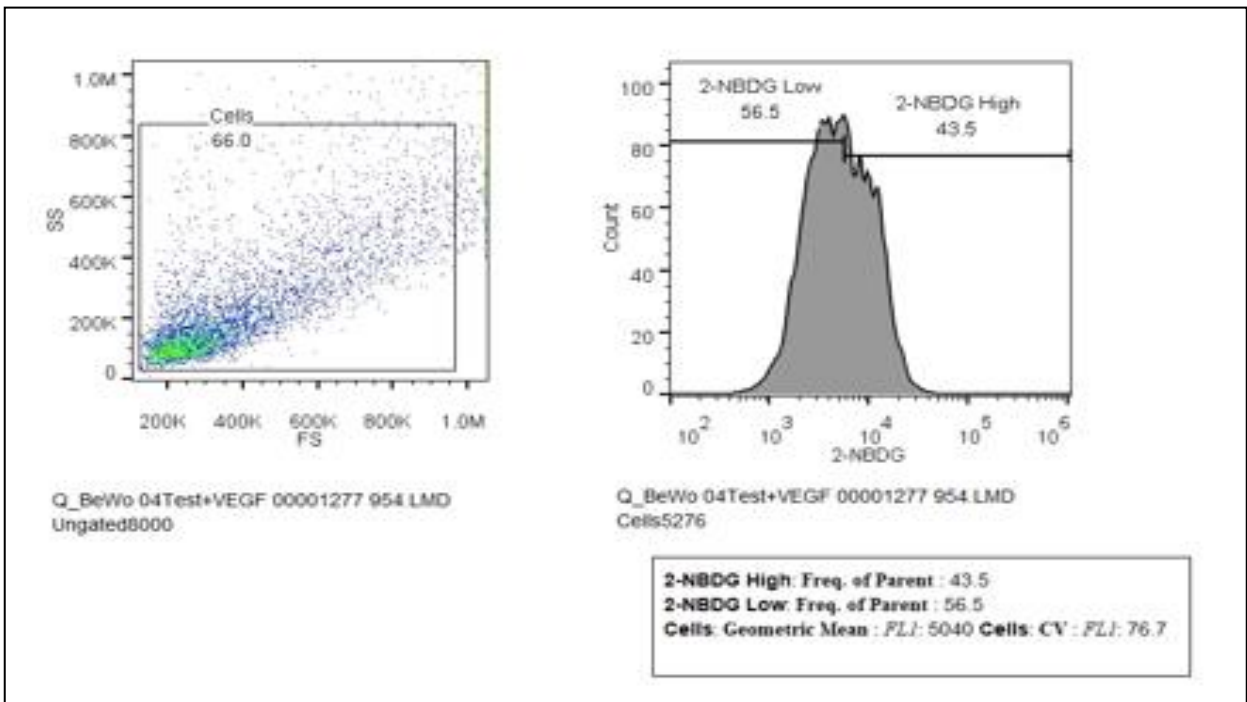 1.0M
800K
600K
400K
200K
0
SS
Cells
66.0
200K 400K 600K 800K 1.0M
FS
Q_BeWo 04Test+VEGF 00001277 954.LMD
Ungated8000
100
80
60
40
20
0
Count
2-NBDG Low
56.5
2-NBDG High
43.5
10^2 10^3 10^4 10^5 10^6
2-NBDG
Q_BeWo 04Test+VEGF 00001277 954.LMD
Cells5276
2-NBDG High: Freq. of Parent : 43.5
2-NBDG Low: Freq. of Parent : 56.5
Cells: Geometric Mean : FL1: 5040 Cells: CV : FL1: 76.7